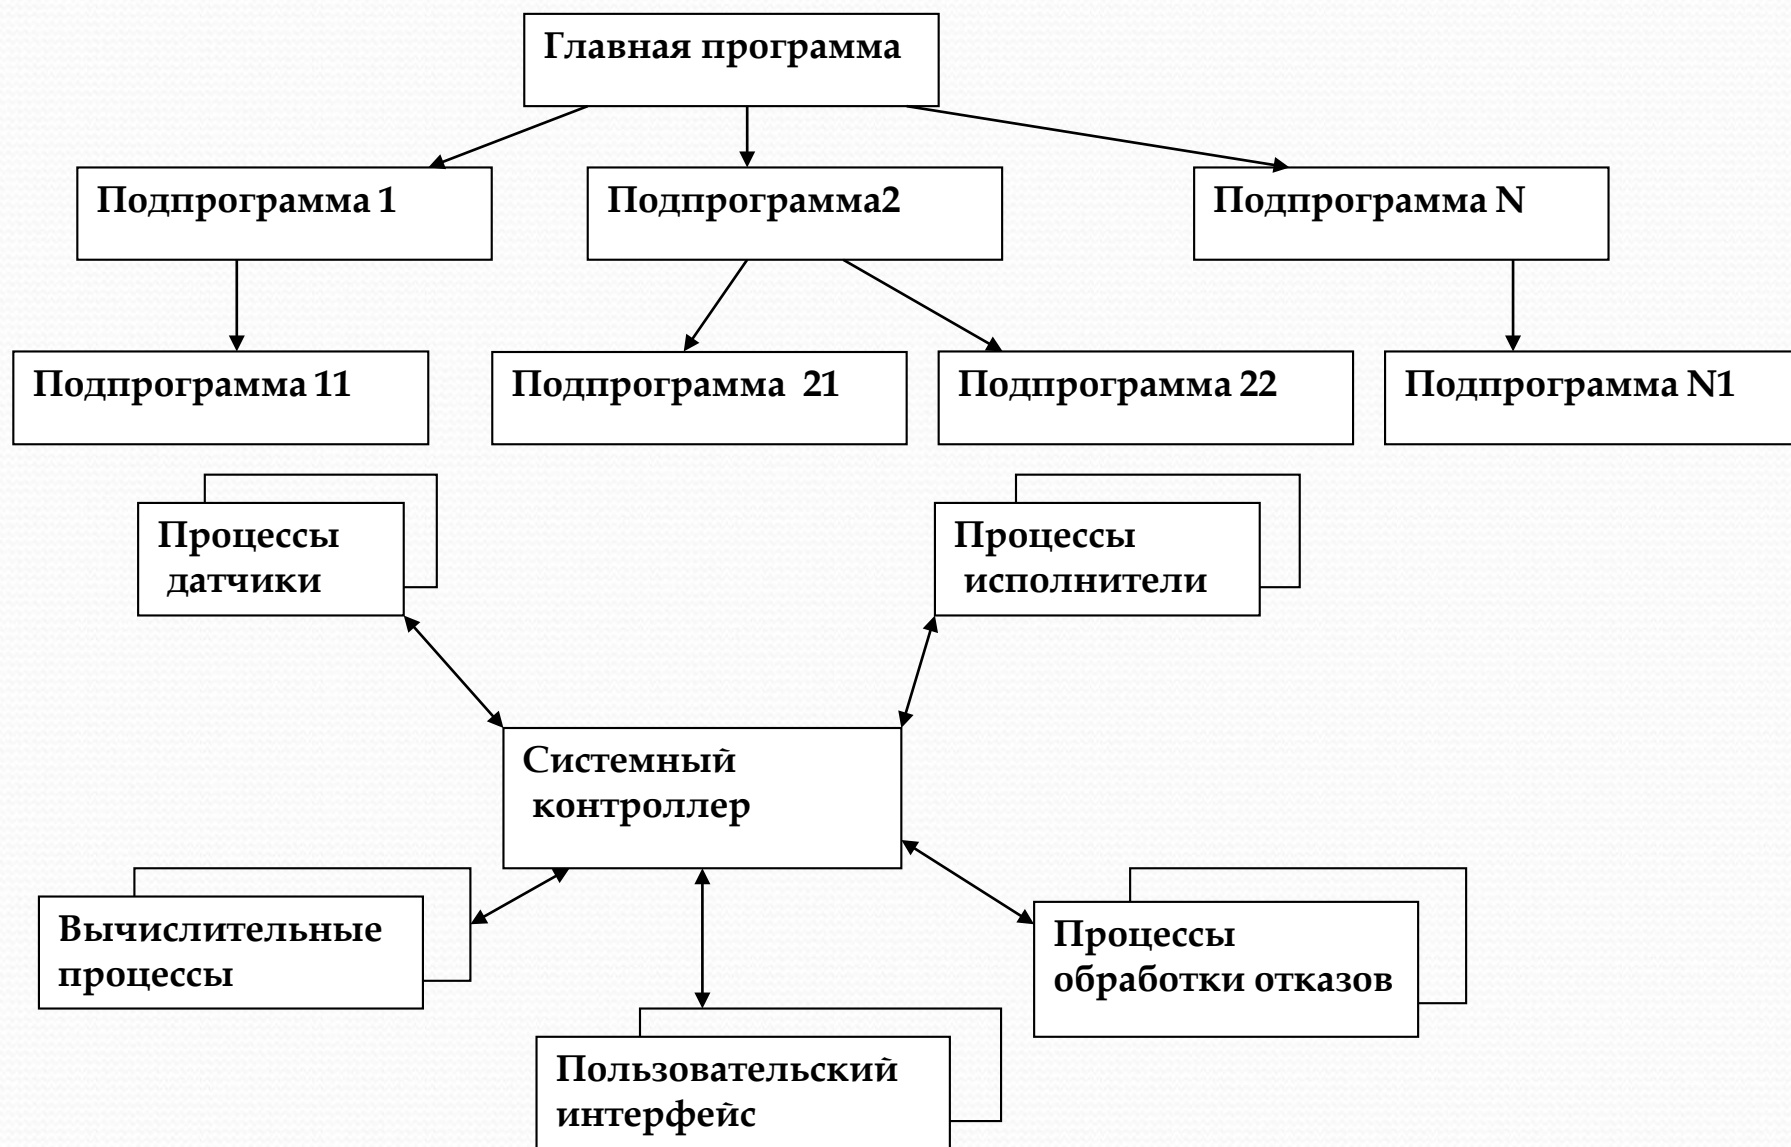 Главная программа
Подпрограмма 1
Подпрограмма2
Подпрограмма N
Подпрограмма 11
Подпрограмма 21
Подпрограмма 22
Подпрограмма N1
Процессы
датчики
Процессы
исполнители
Системный
контроллер
Вычислительные
процессы
Процессы
обработки отказов
Пользовательский
интерфейс